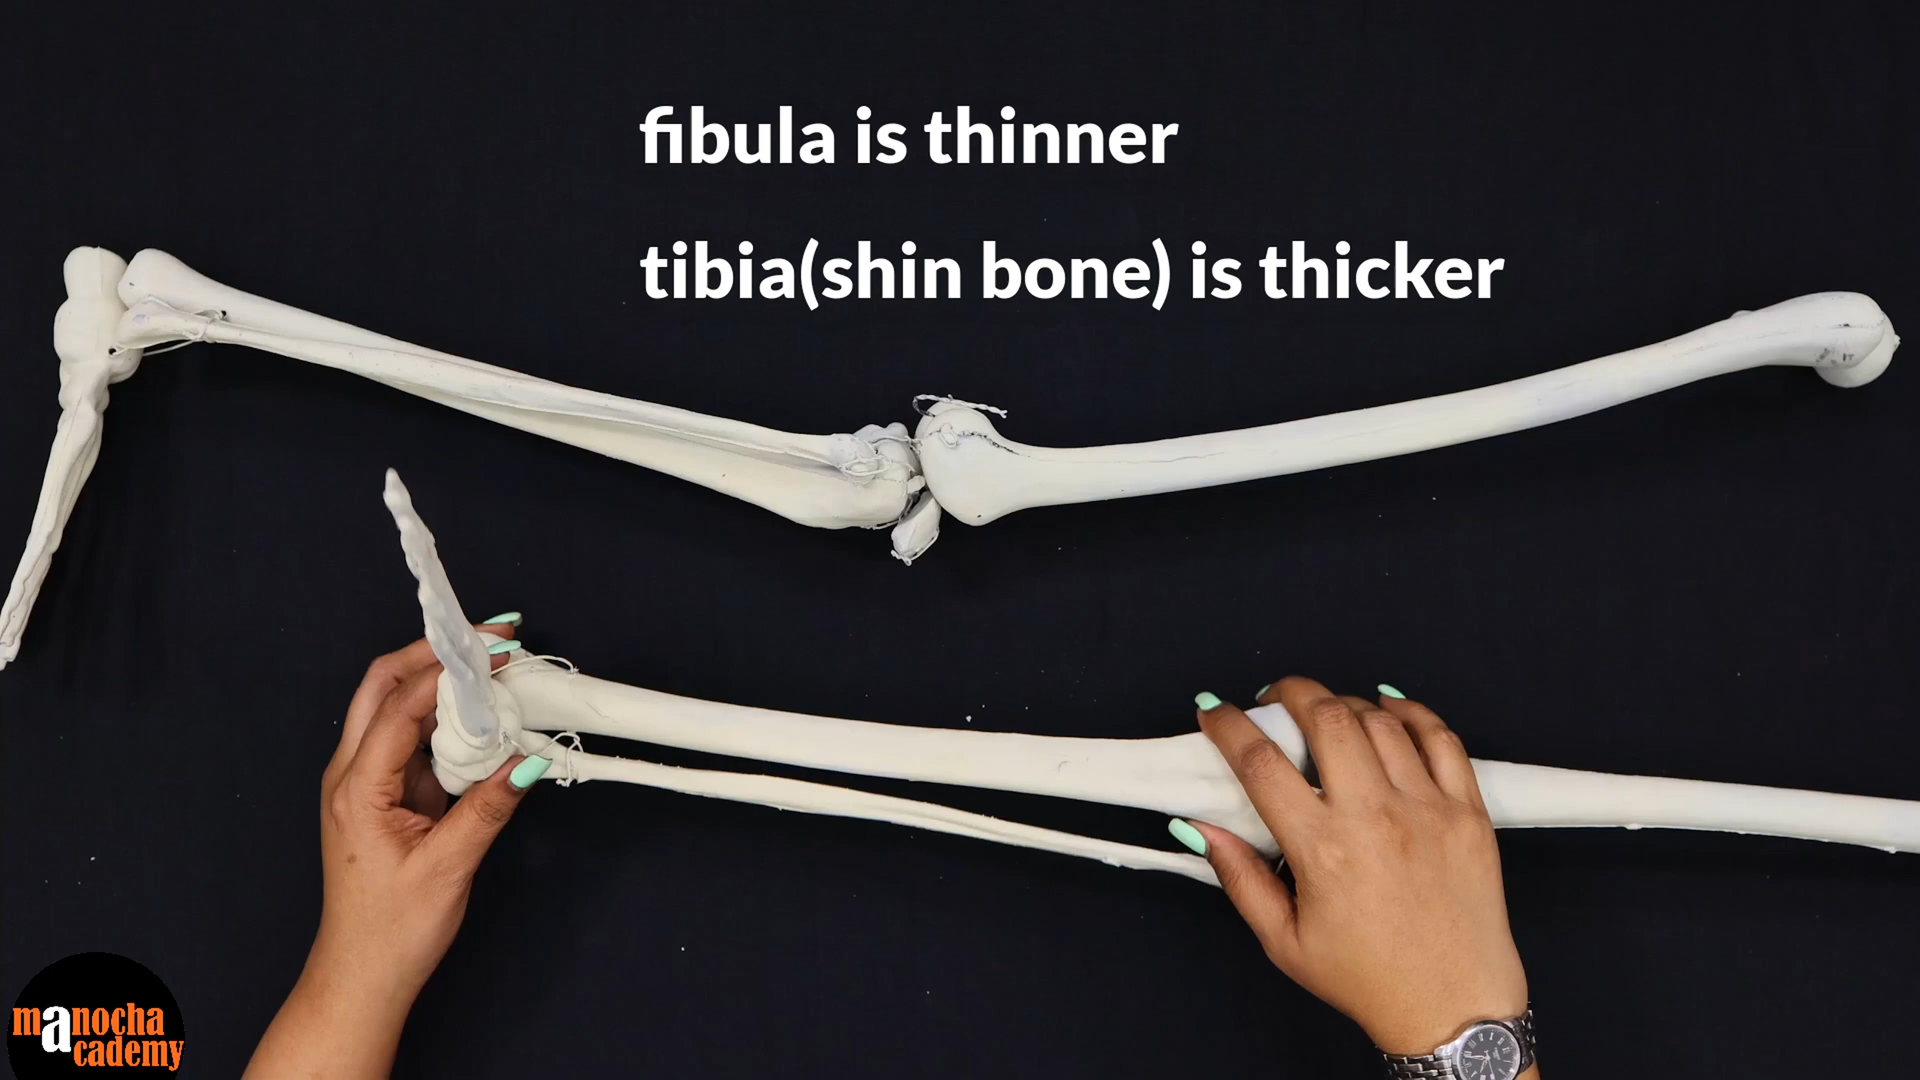 fibula is thinner
tibia(shin bone) is thicker
manocha
academy